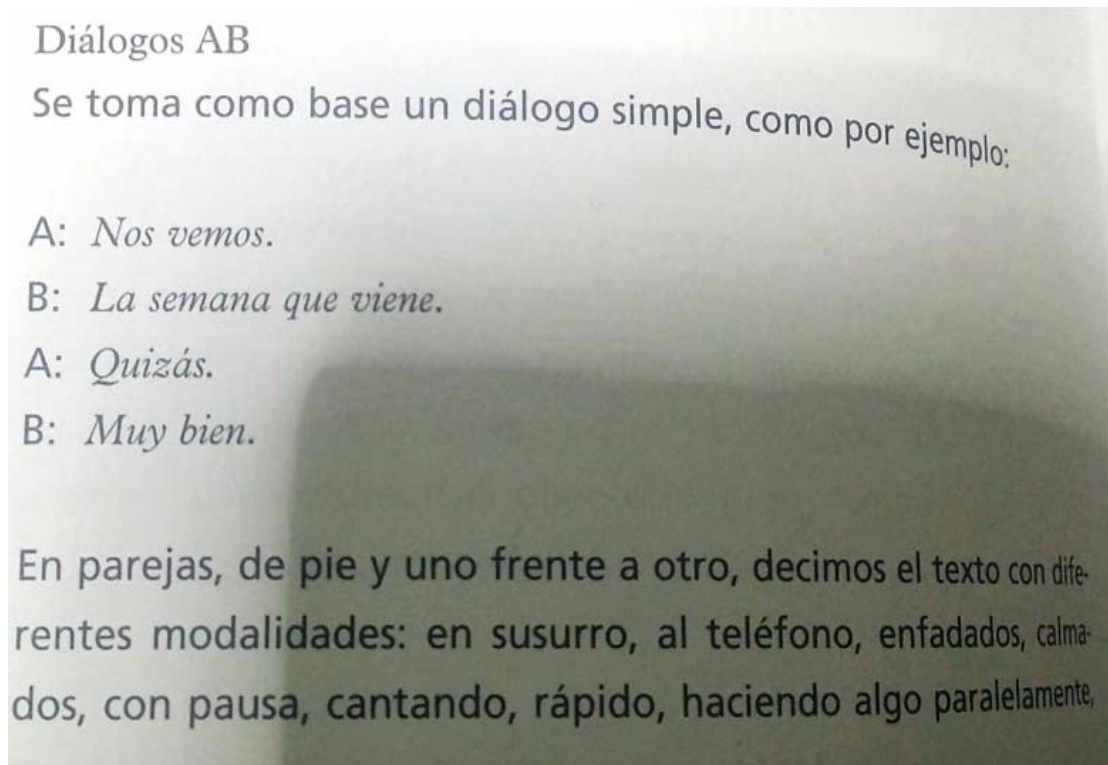 Diálogos AB
Se toma como base un diálogo simple, como por ejemplo:
A: Nos vemos.
B: La semana que viene.
A: Quizás.
B: Muy bien.
En parejas, de pie y uno frente a otro, decimos el texto con dife-
rentes modalidades: en susurro, al teléfono, enfadados, calma-
dos, con pausa, cantando, rápido, haciendo algo paralelamente,